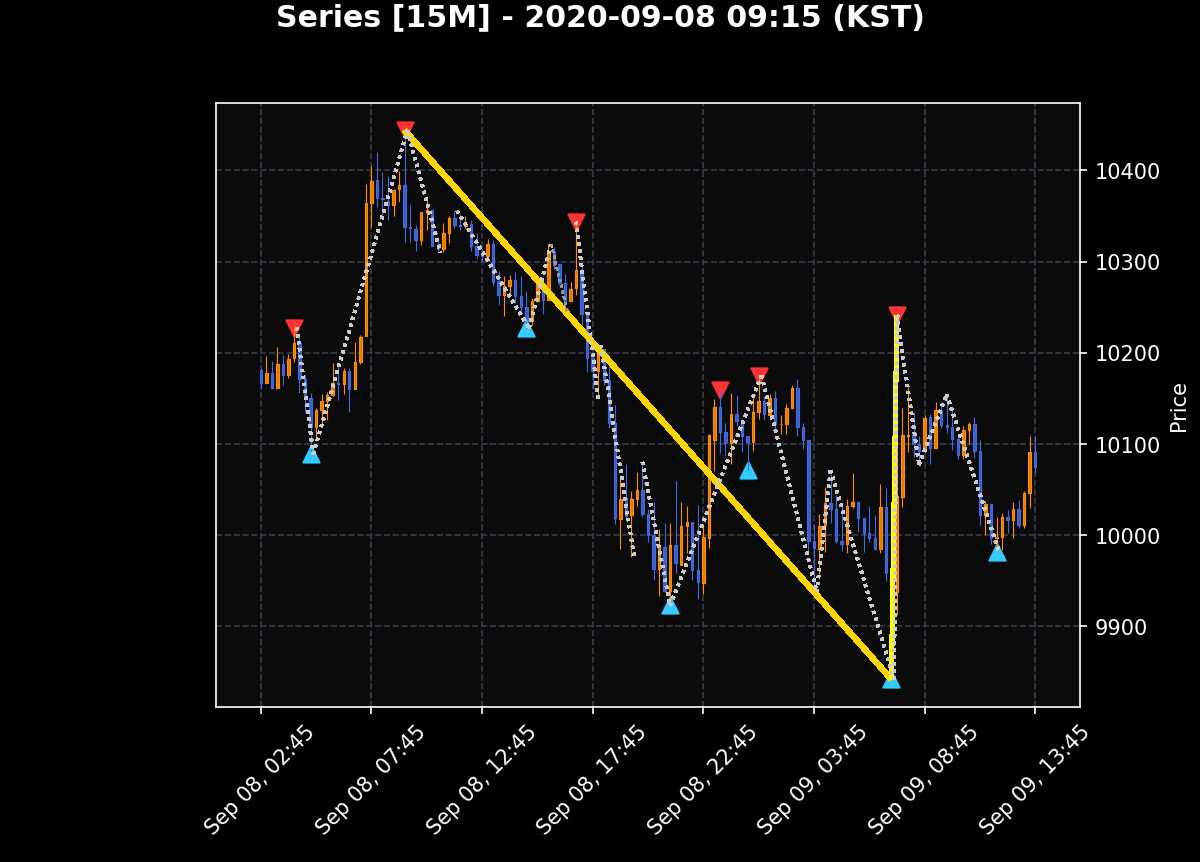 Series [15M] - 2020-09-08 09:15 (KST)
10400
10300
10200
10100
10000
9900
Price
Sep 08, 02:45
Sep 08, 07:45
Sep 08, 12:45
Sep 08, 17:45
Sep 08, 22:45
Sep 09, 03:45
Sep 09, 08:45
Sep 09, 13:45